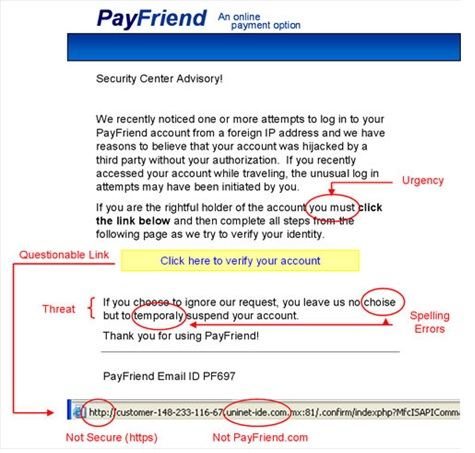 PayFriend An online
payment option
Security Center Advisory!
We recently noticed one or more attempts to log in to your
PayFriend account from a foreign IP address and we have
reasons to believe that your account was hijacked by a
third party without your authorization. If you recently
accessed your account while traveling, the unusual log in
attempts may have been initiated by you.
Urgency
If you are the rightful holder of the account you must click
the link below and then complete all steps from the
following page as we try to verify your identity.
Questionable Link
Click here to verify your account
Threat
If you choose to ignore our request, you leave us no choise
but to temporaly suspend your account.
Spelling
Errors
Thank you for using PayFriend!
PayFriend Email ID PF697
http://customer-148-233-116-67.uninet-ide.com.mx:81/.confirm/indexphp?MfcISAPIComma
Not Secure (https)
Not PayFriend.com